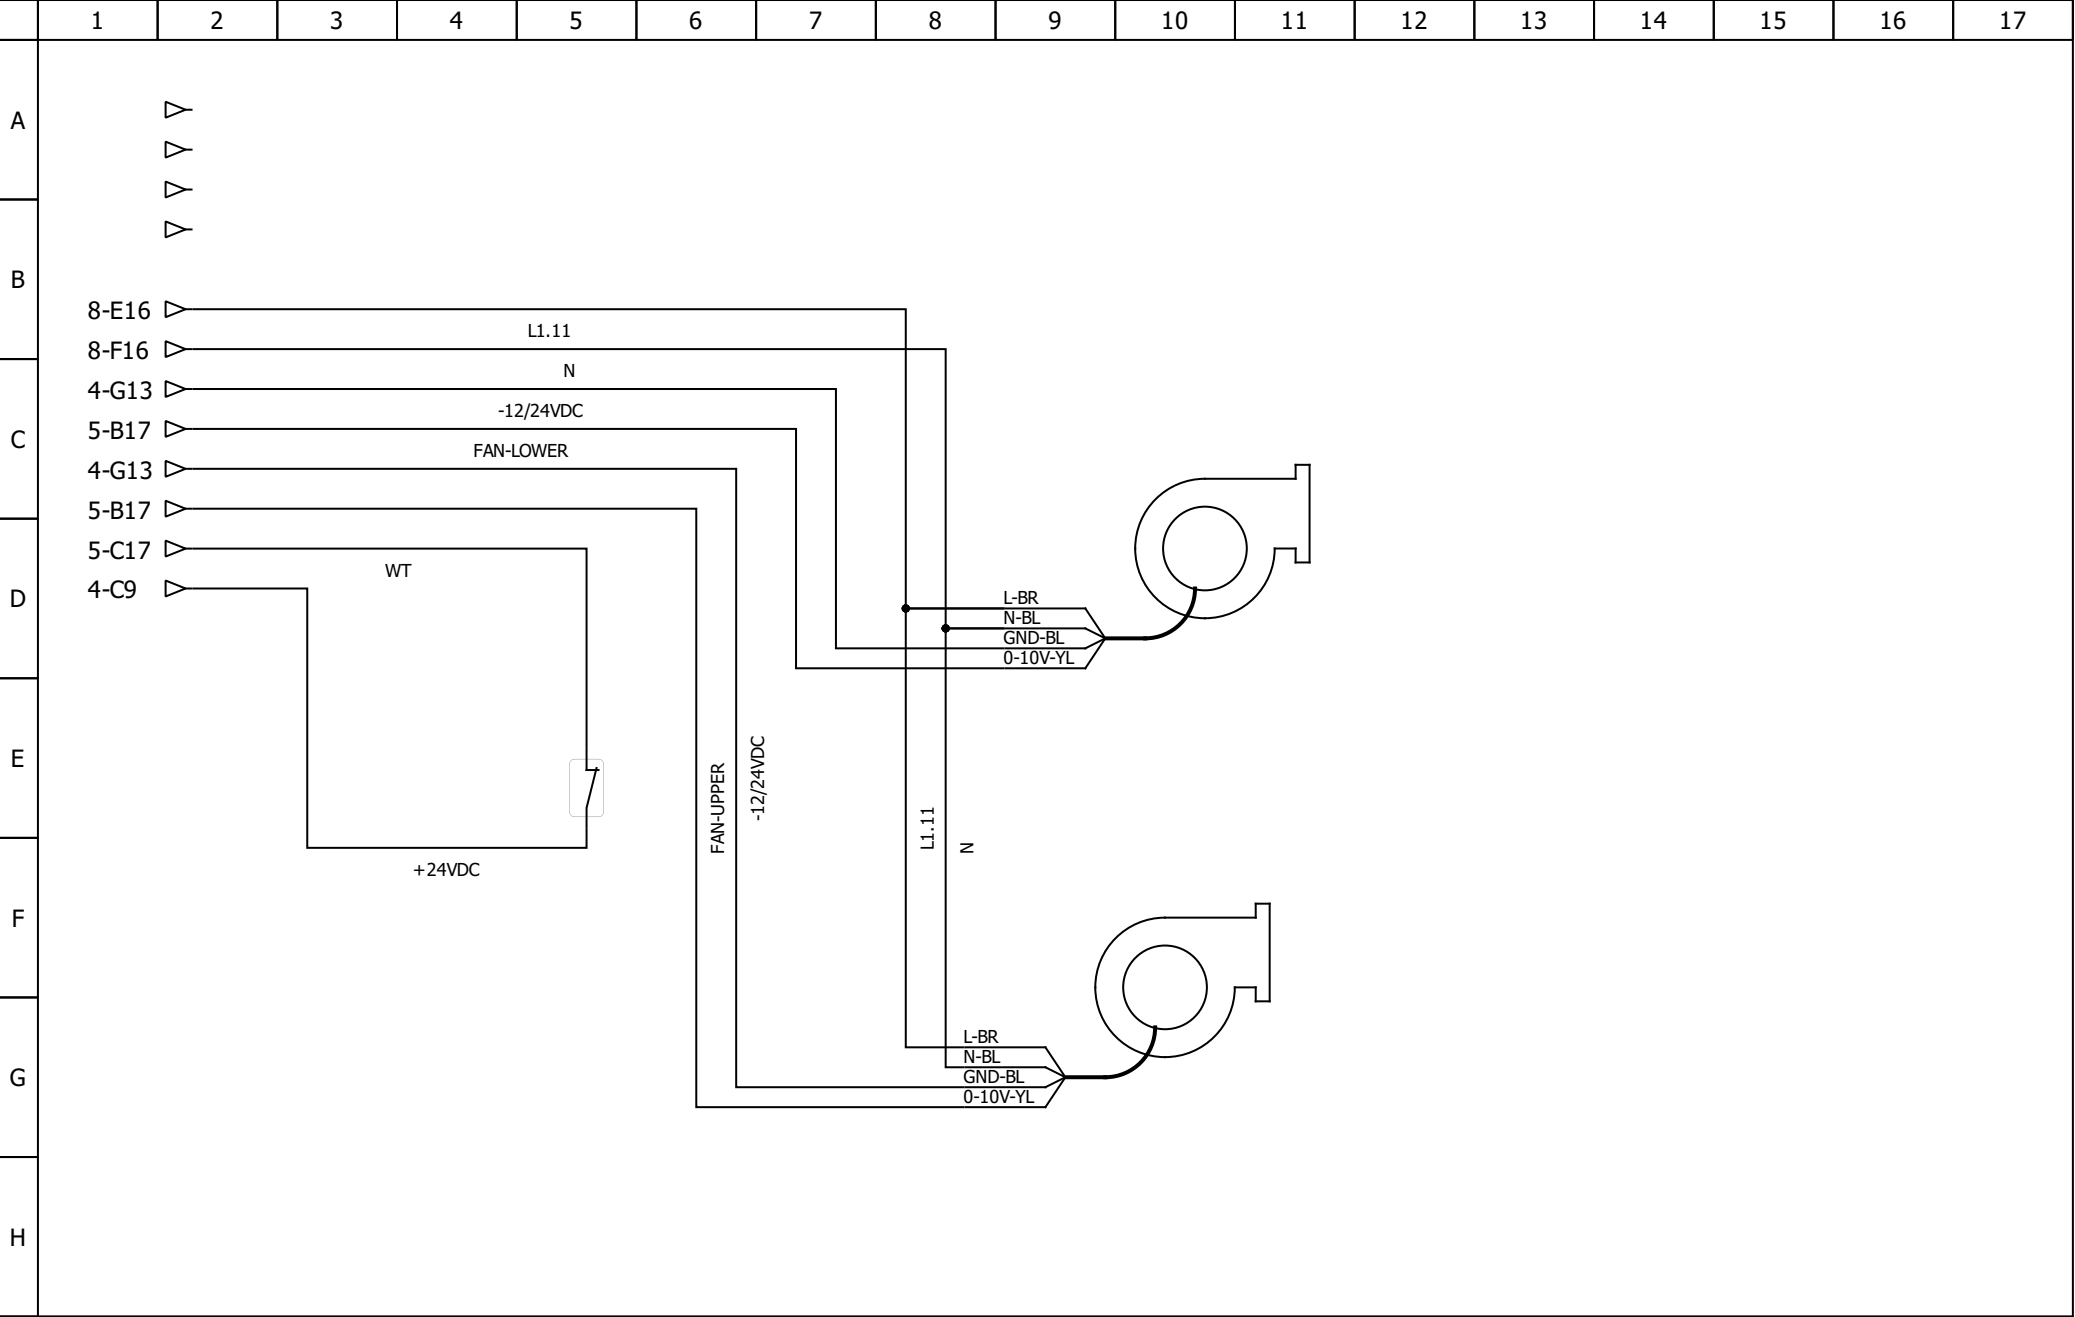 1 2 3 4 5 6 7 8 9 10 11 12 13 14 15 16 17
A
B
8-E16
L1.11
8-F16
N
4-G13
-12/24VDC
5-B17
C
FAN-LOWER
4-G13
5-B17
5-C17
WT
4-C9
D
L-BR
N-BL
GND-BL
0-10V-YL
E
FAN-UPPER
-12/24VDC
L1.11
N
+24VDC
F
L-BR
N-BL
GND-BL
0-10V-YL
G
H